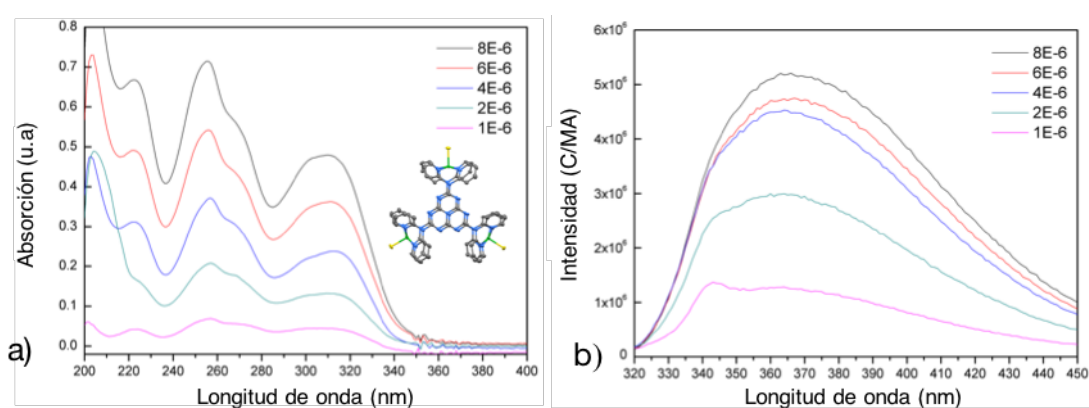 0.8
0.7
0.6
0.5
0.4
0.3
0.2
0.1
0.0
Absorción (u.a)
8E-6
6E-6
4E-6
2E-6
1E-6
200 220 240 260 280 300 320 340 360 380 400
Longitud de onda (nm)
a)
6x10⁶
5x10⁶
4x10⁶
3x10⁶
2x10⁶
1x10⁶
0
Intensidad (C/MA)
8E-6
6E-6
4E-6
2E-6
1E-6
320 330 340 350 360 370 380 390 400 410 420 430 440 450
Longitud de onda (nm)
b)